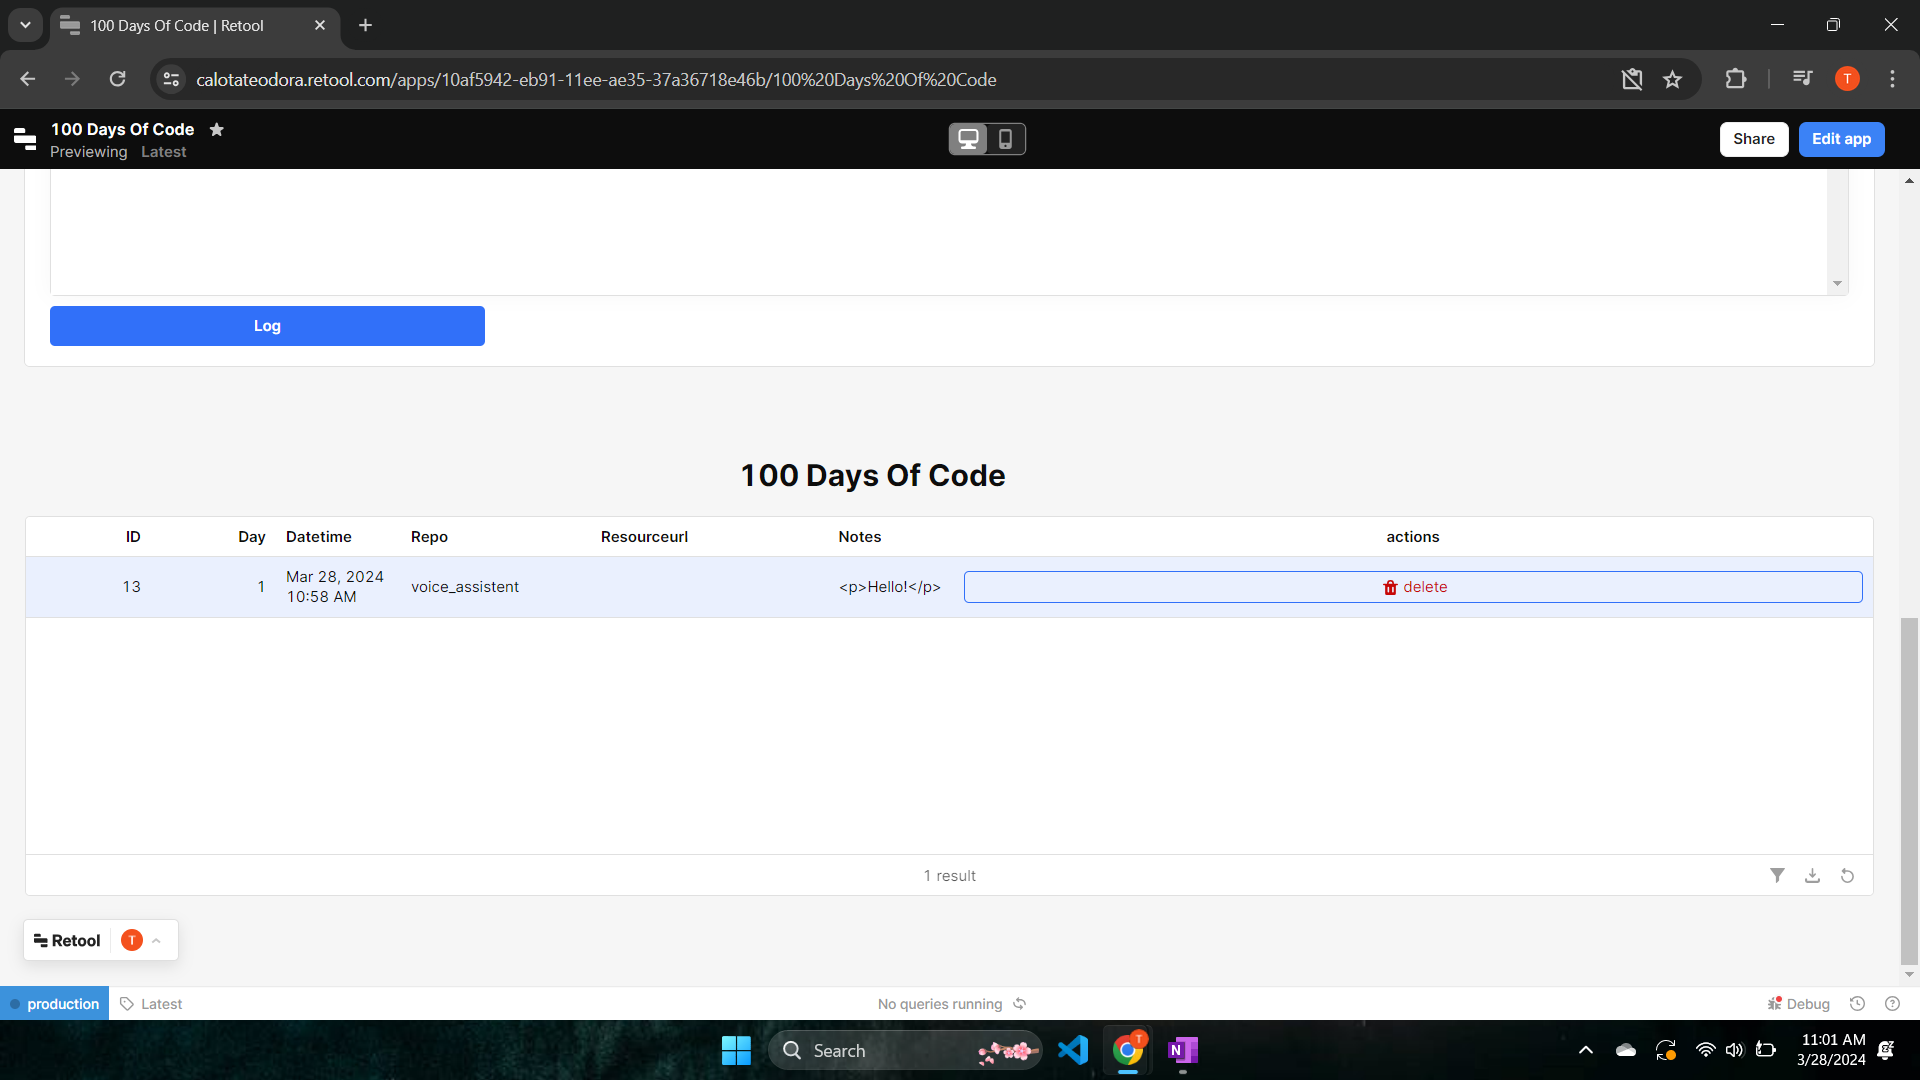 100 Days Of Code | Retool
calotateodora.retool.com/apps/10af5942-eb91-11ee-ae35-37a36718e46b/100%20Days%20Of%20Code
T
100 Days Of Code
Previewing Latest
Share
Edit app
Log
100 Days Of Code
ID Day Datetime Repo Resourceurl Notes actions
13 1 Mar 28, 2024 10:58 AM voice_assistent <p>Hello!</p> delete
1 result
Retool T
production Latest No queries running Debug
Search
T
N
11:01 AM
3/28/2024